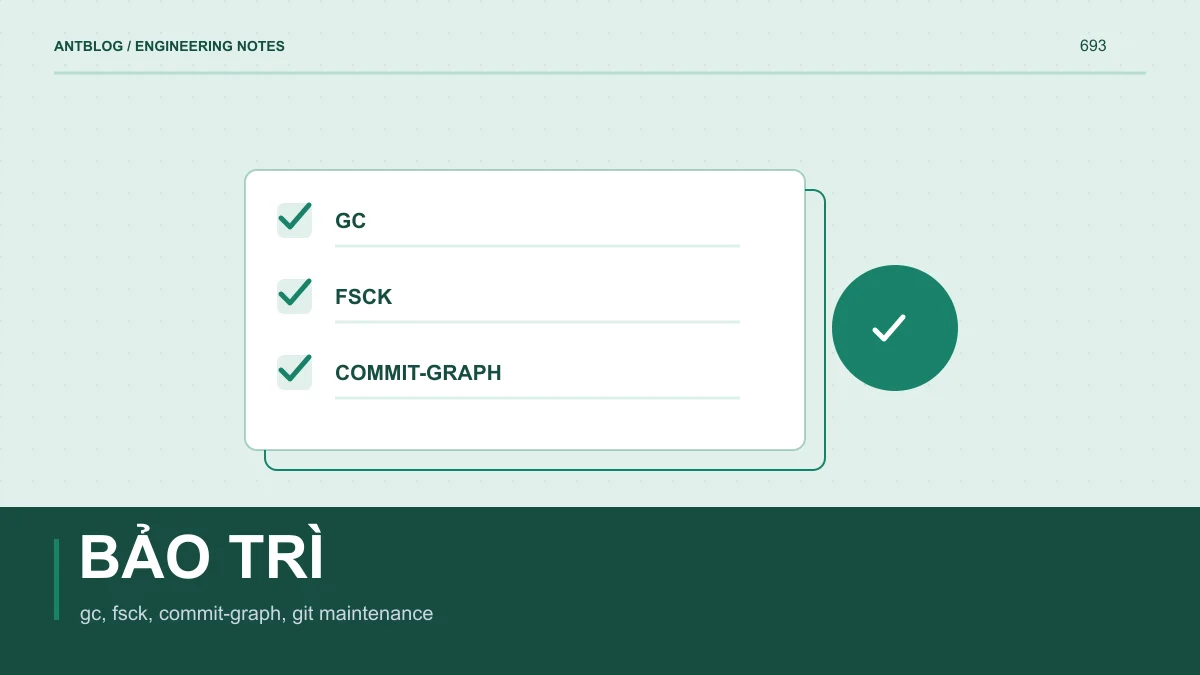 ANTBLOG / ENGINEERING NOTES
693
GC
FSCK
COMMIT-GRAPH
BẢO TRÌ
gc, fsck, commit-graph, git maintenance